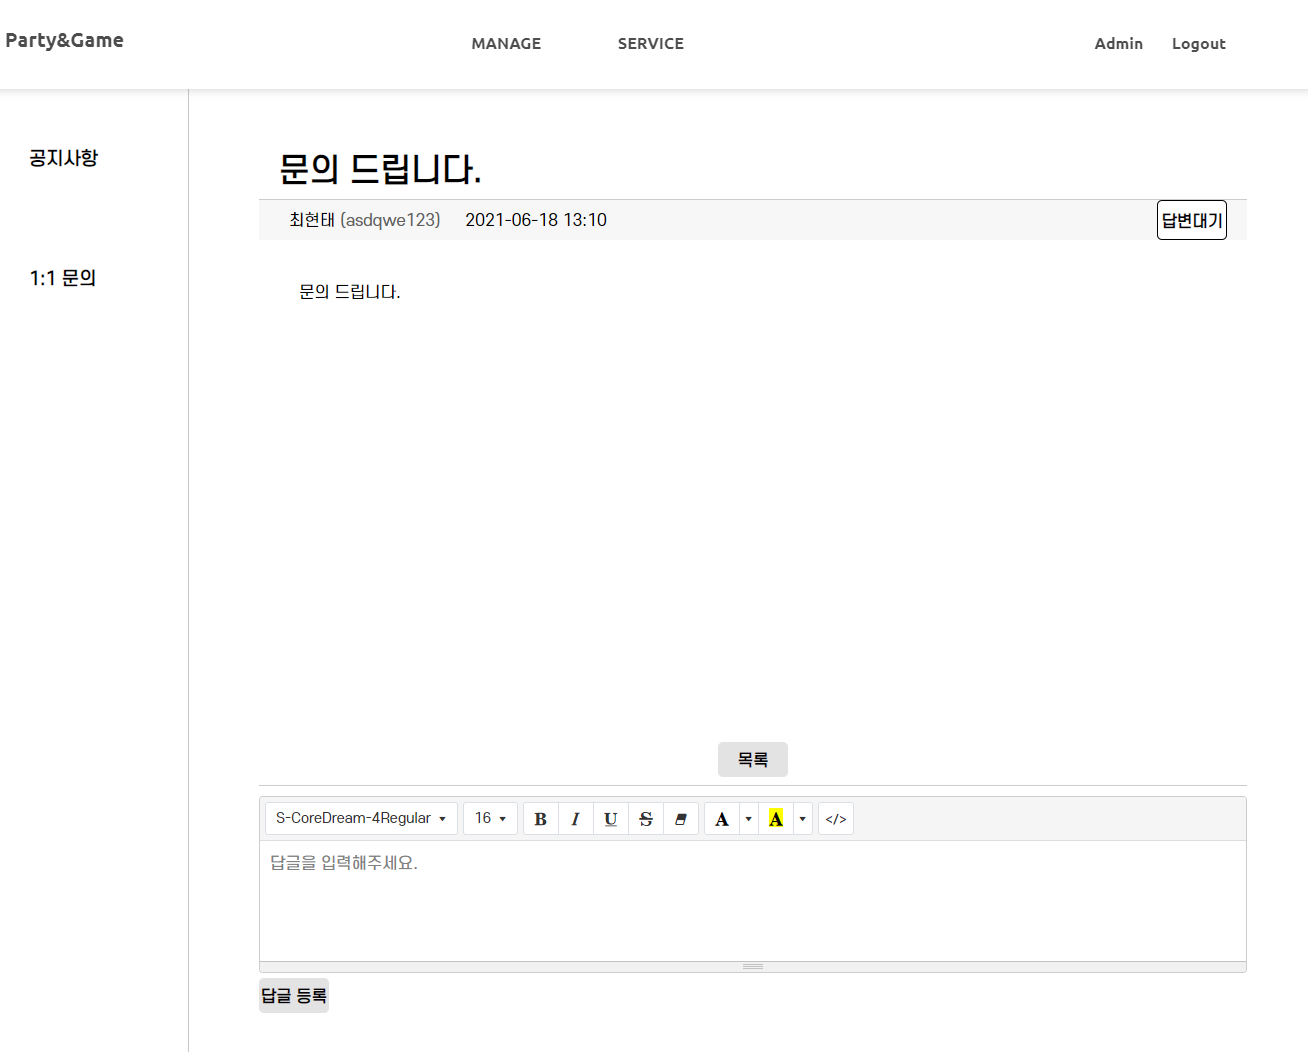 Party&Game MANAGE SERVICE Admin Logout
공지사항
1:1 문의
문의 드립니다.
최현태 (asdqwe123) 2021-06-18 13:10 답변대기
문의 드립니다.
목록
S-CoreDream-4Regular 16 B I U S A A </>
답글을 입력해주세요.
답글 등록